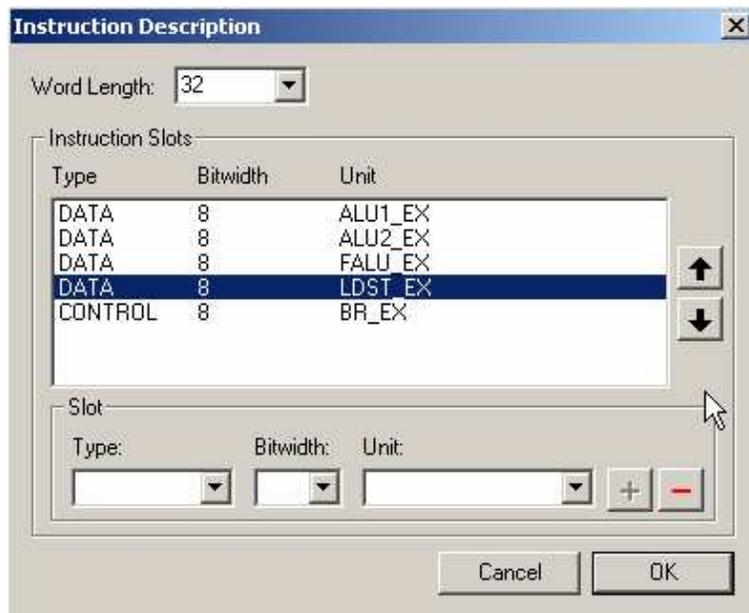 Instruction Description
Word Length: 32
Instruction Slots
Type Bitwidth Unit
DATA 8 ALU1_EX
DATA 8 ALU2_EX
DATA 8 FALU_EX
DATA 8 LDST_EX
CONTROL 8 BR_EX
Slot
Type: Bitwidth: Unit:
Cancel OK